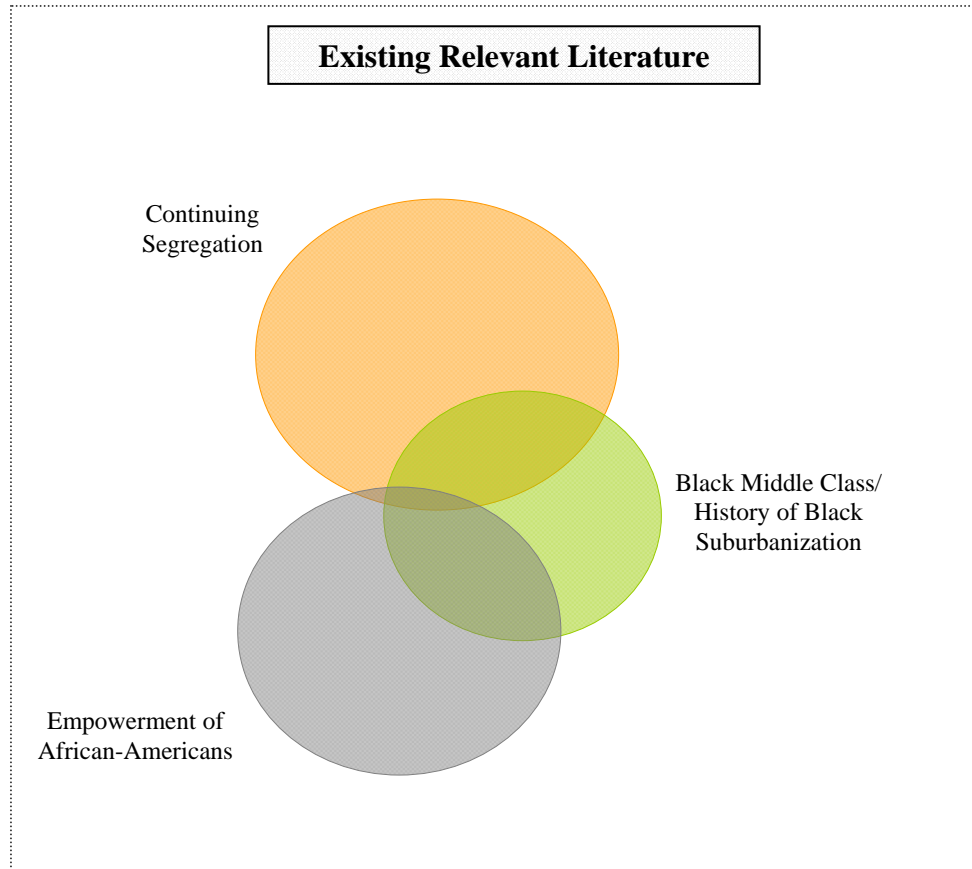 Existing Relevant Literature
Continuing
Segregation
Black Middle Class/
History of Black
Suburbanization
Empowerment of
African-Americans